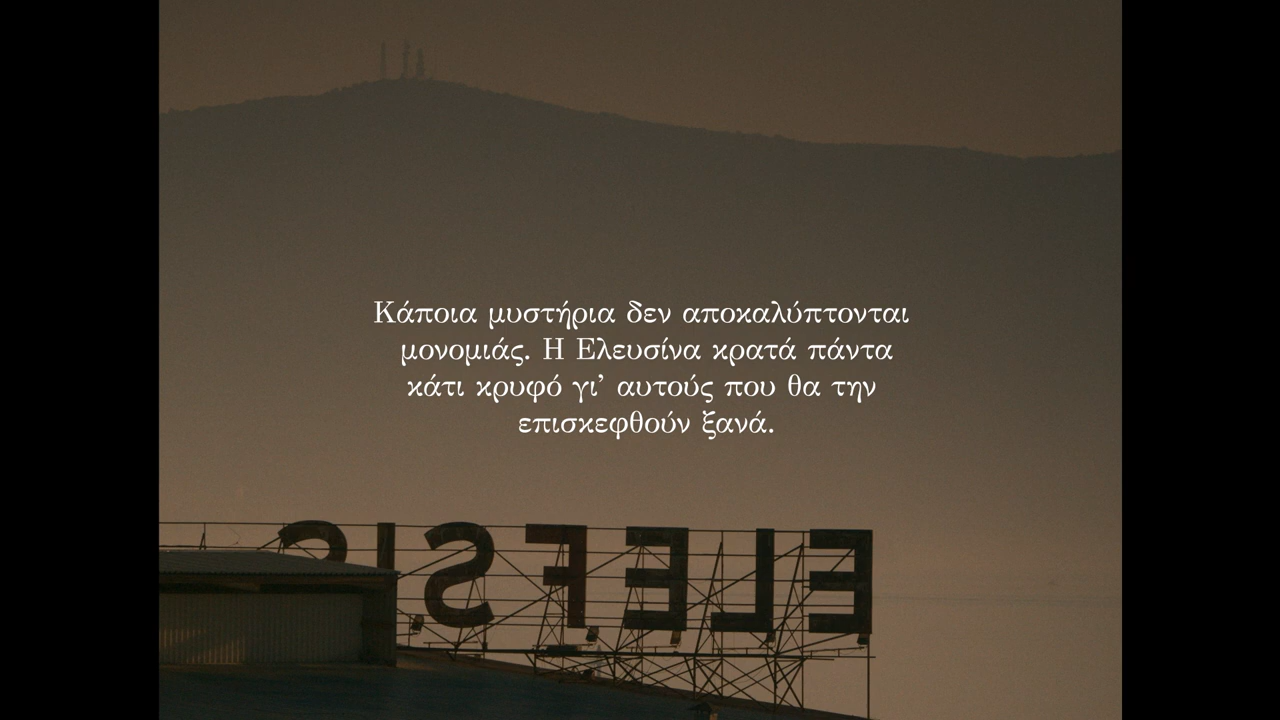 Κάποια μυστήρια δεν αποκαλύπτονται
μονομιάς. Η Ελευσίνα κρατά πάντα
κάτι κρυφό γι’ αυτούς που θα την
επισκεφθούν ξανά.
ELEFSIS